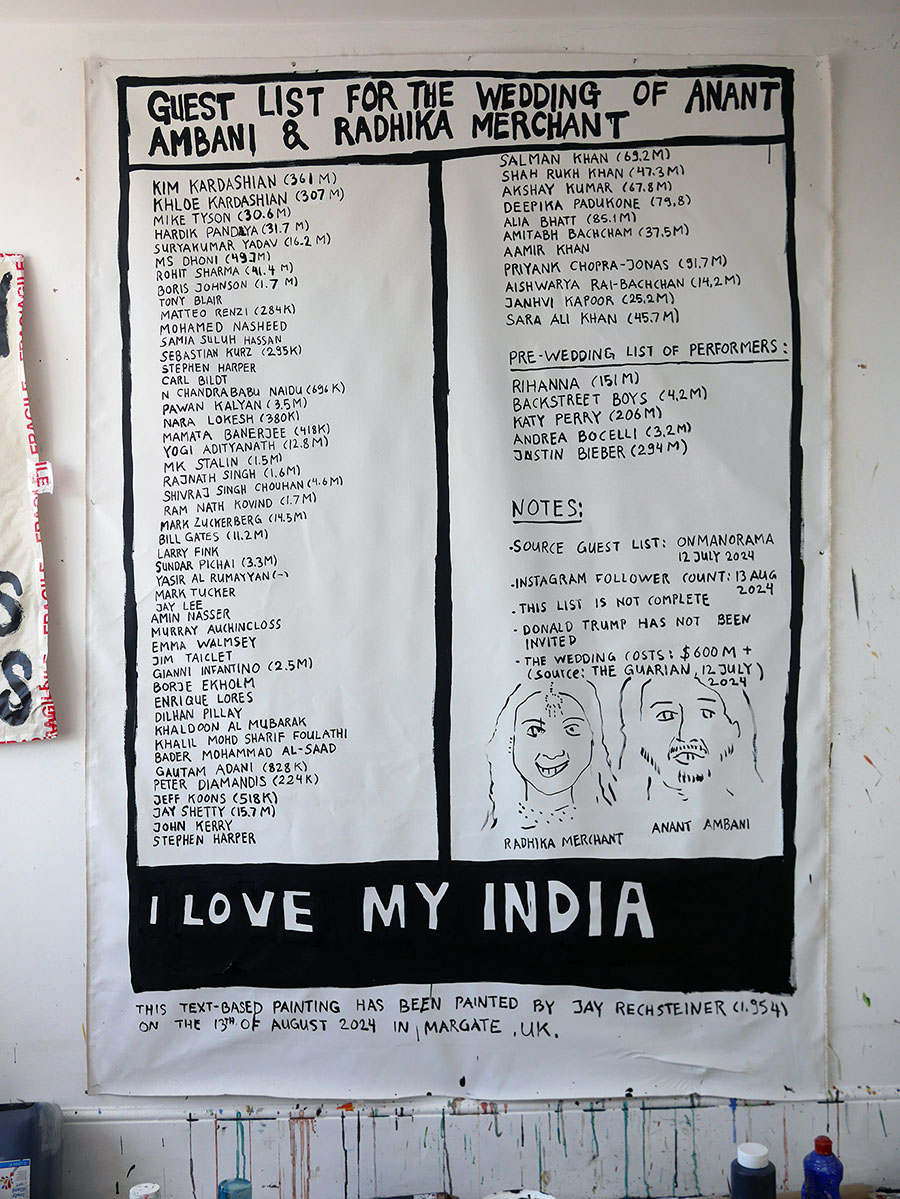 GUEST LIST FOR THE WEDDING OF ANANT
AMBANI & RADHIKA MERCHANT
KIM KARDASHIAN (361 M)
KHLOE KARDASHIAN (307 M)
MIKE TYSON (30.6M)
HARDIK PANDAYA (31.7 M)
SURYAKUMAR YADAV (16.2 M)
MS DHONI (49.7M)
ROHIT SHARMA (41.4 M)
BORIS JOHNSON (1.7 M)
TONY BLAIR
MATTEO RENZI (284K)
MOHAMED NASHEED
SAMIA SULUH HASSAN
SEBASTIAN KURZ (295K)
STEPHEN HARPER
CARL BILDT
N CHANDRABABU NAIDU (696 K)
PAWAN KALYAN (3.5M)
NARA LOKESH (380K)
MAMATA BANERJEE (418K)
YOGI ADITYANATH (12.8 M)
MK STALIN (1.5M)
RAJNATH SINGH (1.6M)
SHIVRAJ SINGH CHOUHAN (4.6M)
RAM NATH KOVIND (1.7 M)
MARK ZUCKERBERG (14.5M)
BILL GATES (11.2M)
LARRY FINK
SUNDAR PICHAI (3.3M)
YASIR AL RUMAYYAN (-)
MARK TUCKER
JAY LEE
AMIN NASSER
MURRAY AUCHINCLOSS
EMMA WALMSEY
JIM TAICLET
GIANNI INFANTINO (2.5M)
BORJE EKHOLM
ENRIQUE LORES
DILHAN PILLAY
KHALDOON AL MUBARAK
KHALIL MOHD SHARIF FOULATHI
BADER MOHAMMAD AL-SAAD
GAUTAM ADANI (828K)
PETER DIAMANDIS (224K)
JEFF KOONS (518K)
JAY SHETTY (15.7 M)
JOHN KERRY
STEPHEN HARPER
SALMAN KHAN (69.2M)
SHAH RUKH KHAN (47.3M)
AKSHAY KUMAR (67.8M)
DEEPIKA PADUKONE (79,8)
ALIA BHATT (85.1M)
AMITABH BACHCHAM (37.5M)
AAMIR KHAN
PRIYANK CHOPRA-JONAS (91,7M)
AISHWARYA RAI-BACHCHAN (14,2M)
JANHVI KAPOOR (25,2M)
SARA ALI KHAN (45.7M)
PRE-WEDDING LIST OF PERFORMERS:
RIHANNA (151 M)
BACKSTREET BOYS (4,2M)
KATY PERRY (206M)
ANDREA BOCELLI (3,2M)
JUSTIN BIEBER (294M)
NOTES:
•SOURCE GUEST LIST: ONMANORAMA
12 JULY 2024
•INSTAGRAM FOLLOWER COUNT: 13 AUG
2024
• THIS LIST IS NOT COMPLETE
• DONALD TRUMP HAS NOT BEEN
INVITED
• THE WEDDING COSTS: $600M +
(SOURCE: THE GUARIAN, 12 JULY
2024)
RADHIKA MERCHANT
ANANT AMBANI
I LOVE MY INDIA
THIS TEXT-BASED PAINTING HAS BEEN PAINTED BY JAY RECHSTEINER (1.954)
ON THE 13TH OF AUGUST 2024 IN MARGATE, UK.
FRAGILE FRAGILE FRAGILE